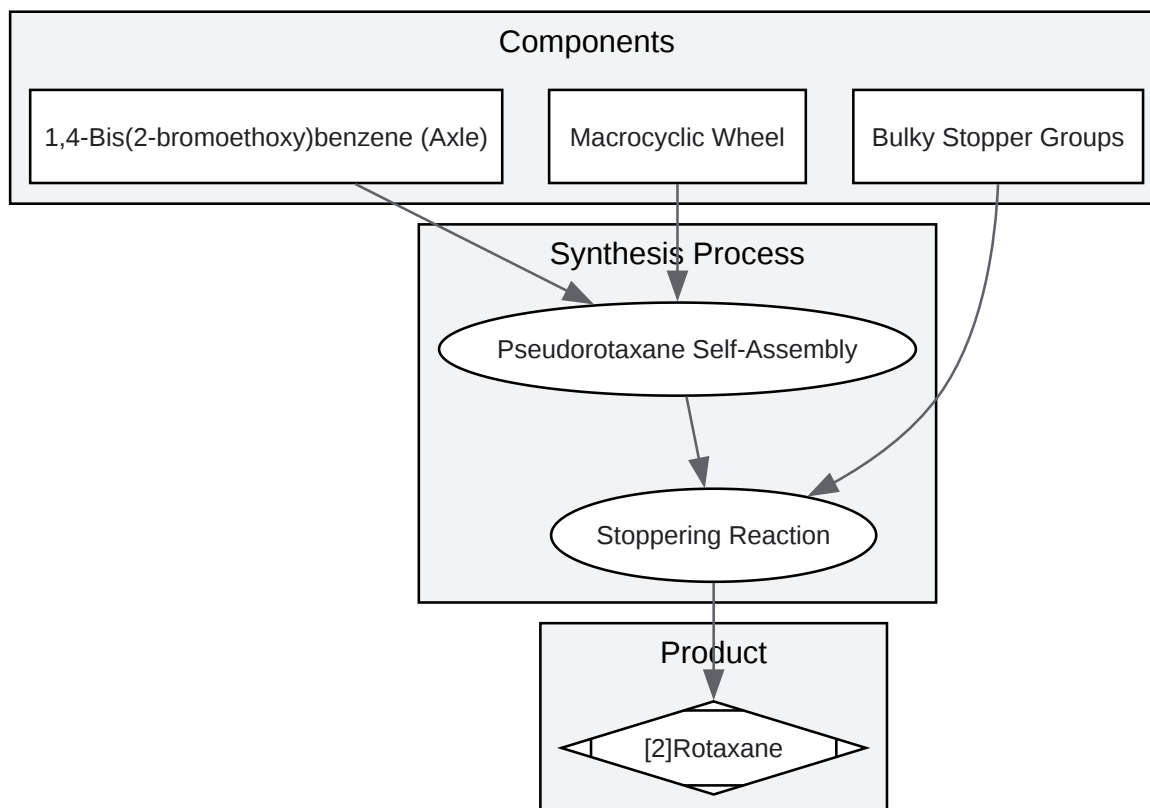 Components
1,4-Bis(2-bromoethoxy)benzene (Axle)
Macrocyclic Wheel
Bulky Stopper Groups
Synthesis Process
Pseudorotaxane Self-Assembly
Stoppering Reaction
Product
[2]Rotaxane